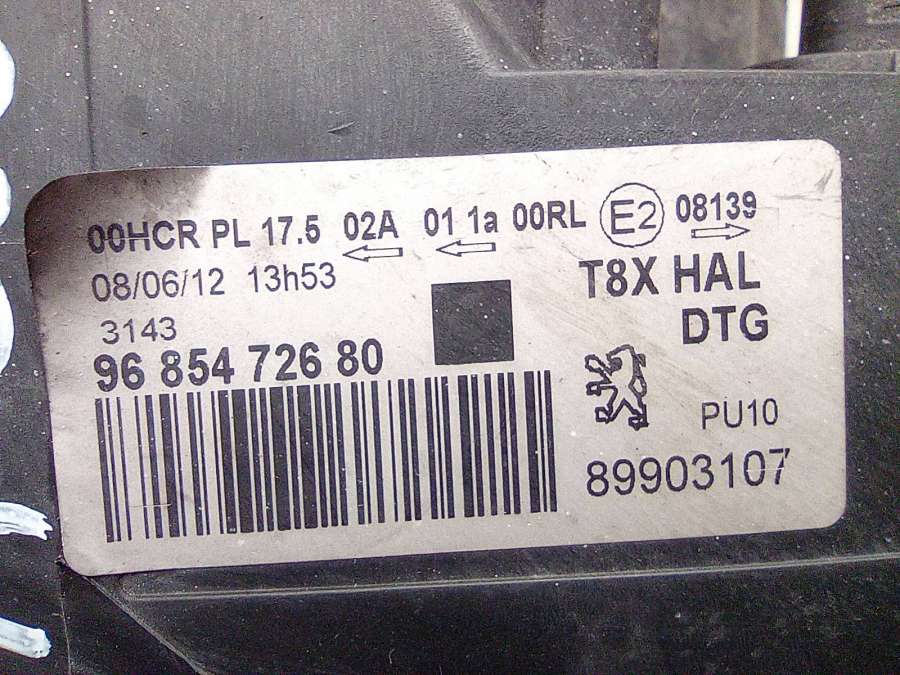 00HCR PL 17.5 02A 01 1a 00RL E2 08139
08/06/12 13h53
T8X HAL
3143
DTG
96 854 726 80
PU10
89903107